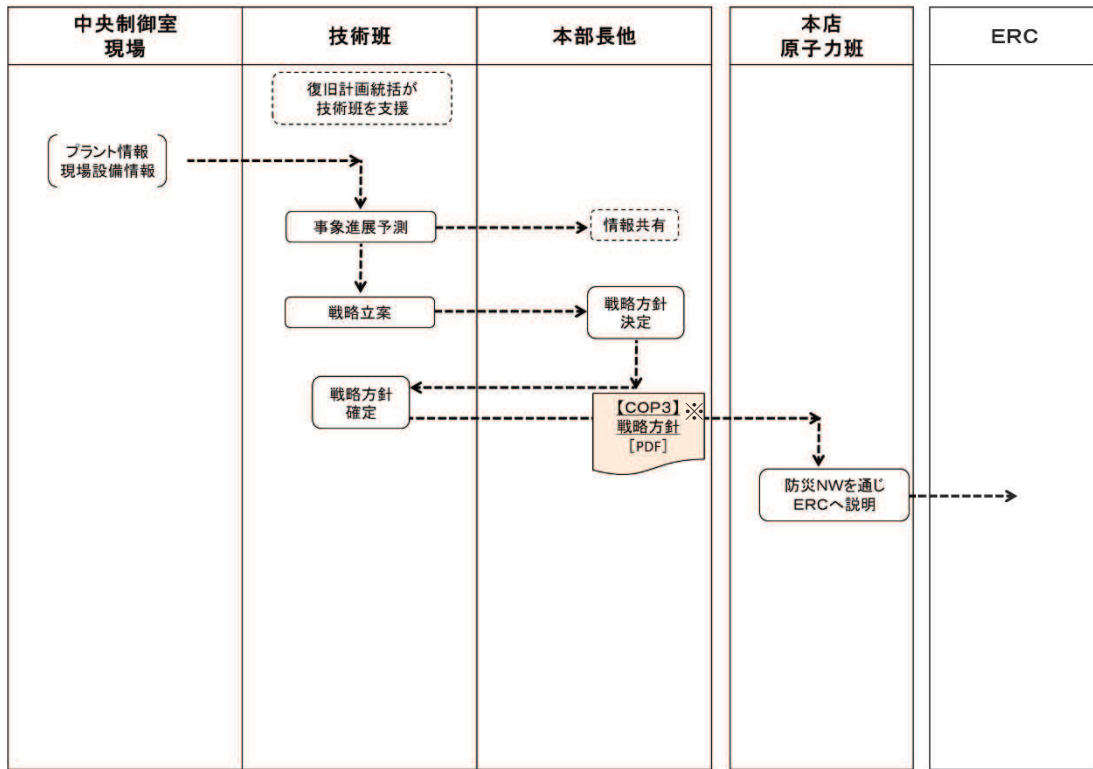 中央制御室
現場
技術班
本部長他
本店
原子力班
ERC
復旧計画統括が
技術班を支援
プラント情報
現場設備情報
事象進展予測
情報共有
戦略立案
戦略方針
決定
戦略方針
確定
【COP3】※
戦略方針
[PDF]
防災NWを通じ
ERCへ説明